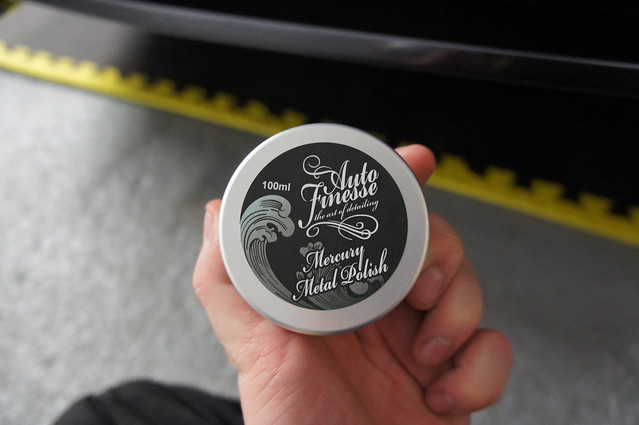 100ml
Auto
Finesse
the art of detailing
Mercury
Metal Polish